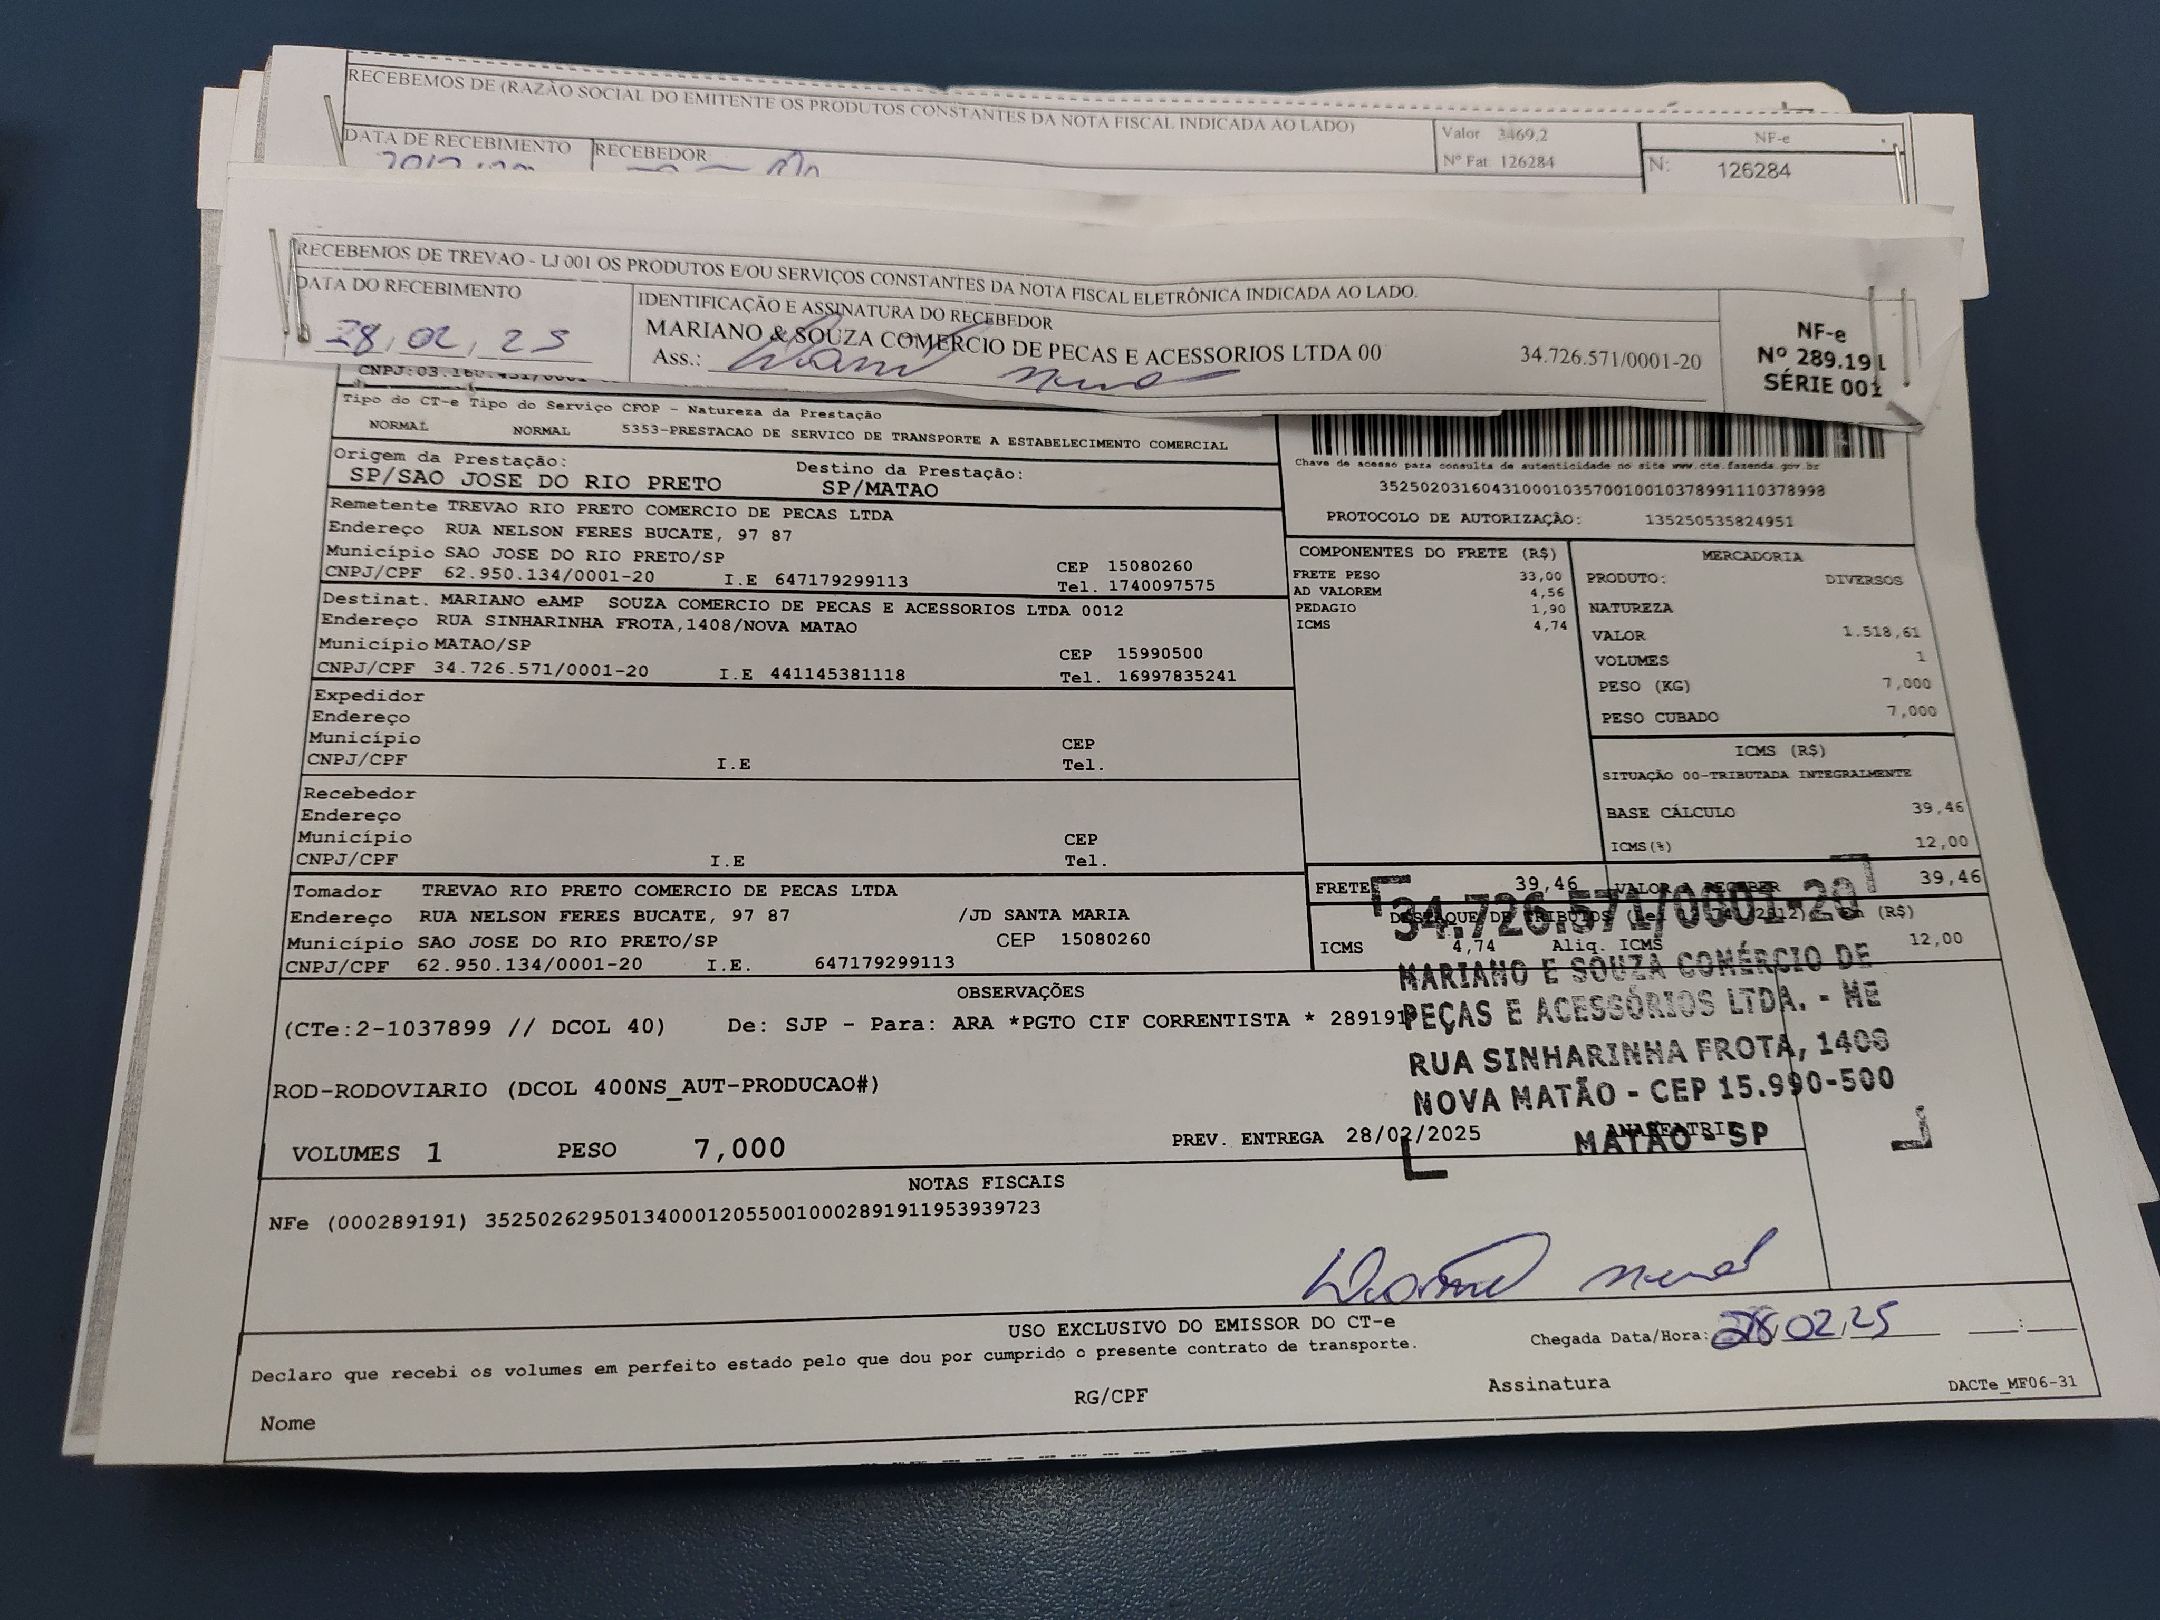 RECEBEMOS DE (RAZÃO SOCIAL DO EMITENTE OS PRODUTOS CONSTANTES DA NOTA FISCAL INDICADA AO LADO)
DATA DE RECEBIMENTO RECEBEDOR
Valor 3469.2
Nº Fat 126284
NF-e
N: 126284
RECEBEMOS DE TREVAO - LJ 001 OS PRODUTOS E/OU SERVIÇOS CONSTANTES DA NOTA FISCAL ELETRÔNICA INDICADA AO LADO.
DATA DO RECEBIMENTO
28, 02, 25
IDENTIFICAÇÃO E ASSINATURA DO RECEBEDOR
MARIANO & SOUZA COMERCIO DE PECAS E ACESSORIOS LTDA 00 34.726.571/0001-20
Ass.:
NF-e
Nº 289.191
SÉRIE 001
Tipo do CT-e Tipo do Serviço CFOP - Natureza da Prestação
NORMAL NORMAL 5353-PRESTACAO DE SERVICO DE TRANSPORTE A ESTABELECIMENTO COMERCIAL
Origem da Prestação: Destino da Prestação:
SP/SAO JOSE DO RIO PRETO SP/MATAO
Chave de acesso para consulta de autenticidade no site www.cte.fazenda.gov.br
35250203160431000103570010010378991110378998
PROTOCOLO DE AUTORIZAÇÃO: 135250535824951
Remetente TREVAO RIO PRETO COMERCIO DE PECAS LTDA
Endereço RUA NELSON FERES BUCATE, 97 87
Município SAO JOSE DO RIO PRETO/SP CEP 15080260
CNPJ/CPF 62.950.134/0001-20 I.E 647179299113 Tel. 1740097575
Destinat. MARIANO eAMP SOUZA COMERCIO DE PECAS E ACESSORIOS LTDA 0012
Endereço RUA SINHARINHA FROTA,1408/NOVA MATAO
Município MATAO/SP CEP 15990500
CNPJ/CPF 34.726.571/0001-20 I.E 441145381118 Tel. 16997835241
Expedidor
Endereço
Município CEP
CNPJ/CPF I.E Tel.
Recebedor
Endereço
Município CEP
CNPJ/CPF I.E Tel.
Tomador TREVAO RIO PRETO COMERCIO DE PECAS LTDA
Endereço RUA NELSON FERES BUCATE, 97 87 /JD SANTA MARIA
Município SAO JOSE DO RIO PRETO/SP CEP 15080260
CNPJ/CPF 62.950.134/0001-20 I.E. 647179299113
COMPONENTES DO FRETE (R$)
FRETE PESO 33,00
AD VALOREM 4,56
PEDAGIO 1,90
ICMS 4,74
MERCADORIA
PRODUTO: DIVERSOS
NATUREZA
VALOR 1.518,61
VOLUMES 1
PESO (KG) 7,000
PESO CUBADO 7,000
ICMS (R$)
SITUAÇÃO 00-TRIBUTADA INTEGRALMENTE
BASE CÁLCULO 39,46
ICMS(%) 12,00
FRETE 39,46 VALOR A RECEBER 39,46
DESTAQUE DE TRIBUTOS (R$)
ICMS 4,74 Aliq. ICMS 12,00
34.726.571/0001-20
MARIANO E SOUZA COMÉRCIO DE
PEÇAS E ACESSÓRIOS LTDA. - ME
RUA SINHARINHA FROTA, 1408
NOVA MATÃO - CEP 15.990-500
MATÃO - SP
OBSERVAÇÕES
(CTe:2-1037899 // DCOL 40) De: SJP - Para: ARA *PGTO CIF CORRENTISTA * 289191
ROD-RODOVIARIO (DCOL 400NS_AUT-PRODUCAO#)
VOLUMES 1 PESO 7,000 PREV. ENTREGA 28/02/2025
NOTAS FISCAIS
NFe (000289191) 35250262950134000120550010002891911953939723
USO EXCLUSIVO DO EMISSOR DO CT-e
Declaro que recebi os volumes em perfeito estado pelo que dou por cumprido o presente contrato de transporte.
Chegada Data/Hora: 28,02,25 :
Nome RG/CPF Assinatura DACTe_MF06-31